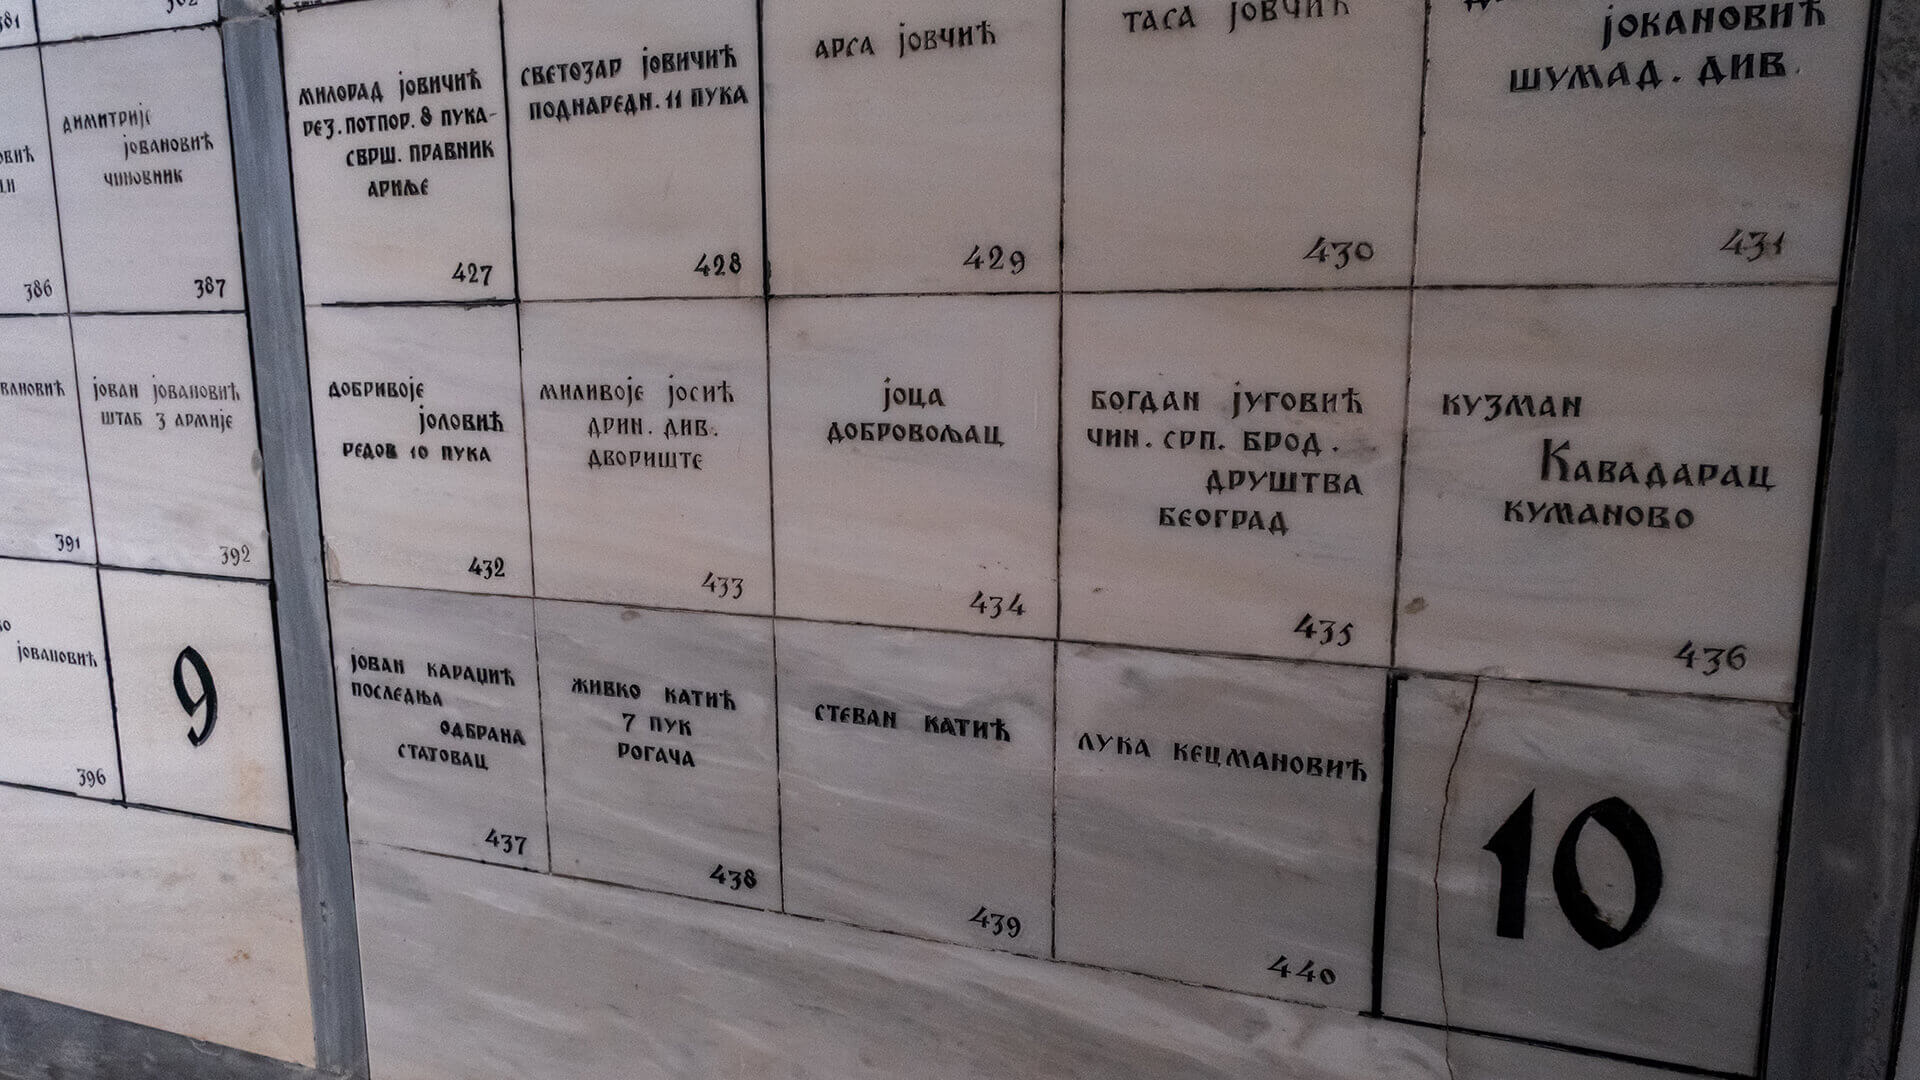 381
382
ДИМИТРИЈЕ
ЈОВАНОВИЋ
ЧИНОВНИК
386
387
ВАНОВИЋ
ЈОВАН ЈОВАНОВИЋ
ШТАБ 3 АРМИЈЕ
391
392
ЈОВАНОВИЋ
396
9
МИЛОРАД ЈОВИЧИЋ
РЕЗ. ПОТПОР. 8 ПУКА-
СВРШ. ПРАВНИК
АРИЉЕ
427
СВЕТОЗАР ЈОВИЧИЋ
ПОДНАРЕДН. 11 ПУКА
428
АРСА ЈОВЧИЋ
429
ТАСА ЈОВЧИЋ
430
ЈОКАНОВИЋ
ШУМАД. ДИВ.
431
ДОБРИВОЈЕ
ЈОЛОВИЋ
РЕДОВ 10 ПУКА
432
МИЛИВОЈЕ ЈОСИЋ
ДРИН. ДИВ.
ДВОРИШТЕ
433
ЈОЦА
ДОБРОВОЉАЦ
434
БОГДАН ЈУГОВИЋ
ЧИН. СРП. БРОД.
ДРУШТВА
БЕОГРАД
435
КУЗМАН
КАВАДАРАЦ
КУМАНОВО
436
ЈОВАН КАРАЏИЋ
ПОСЛЕДЊА
ОДБРАНА
СТАТОВАЦ
437
ЖИВКО КАТИЋ
7 ПУК
РОГАЧА
438
СТЕВАН КАТИЋ
439
ЛУКА КЕЦМАНОВИЋ
440
10